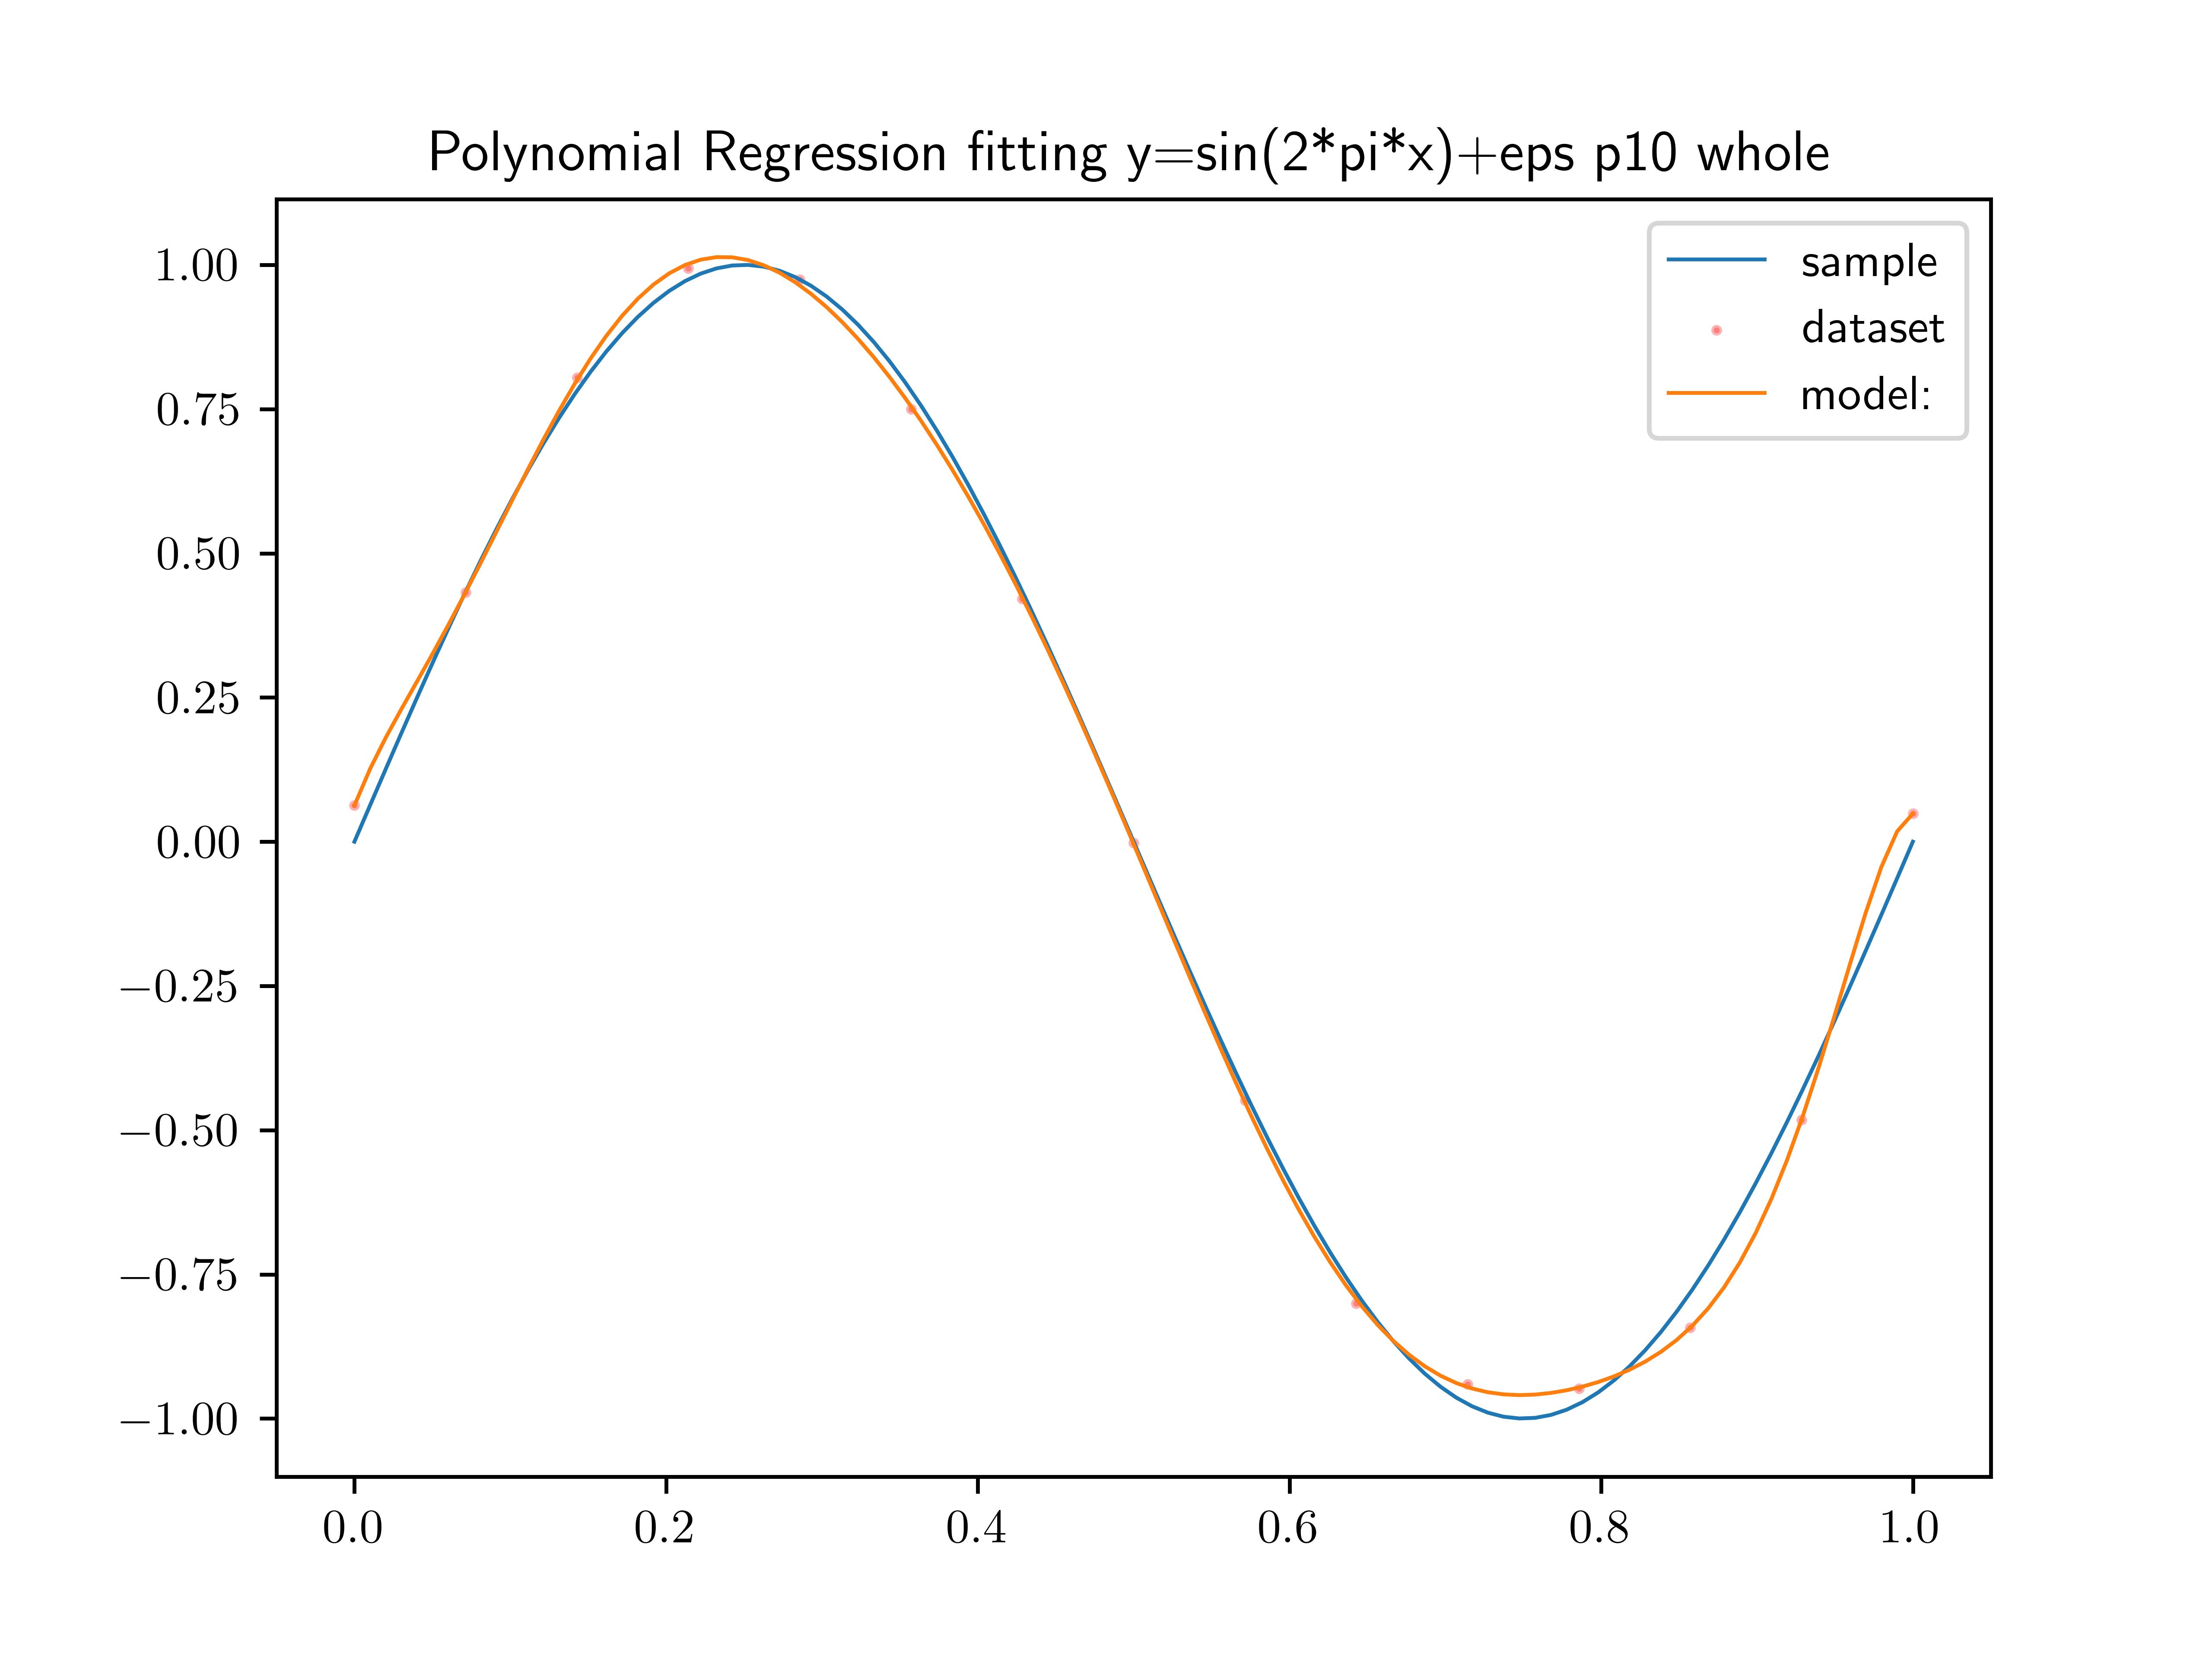 Polynomial Regression fitting y=sin(2*pi*x)+eps p10 whole
sample
dataset
model:
1.00
0.75
0.50
0.25
0.00
−0.25
−0.50
−0.75
−1.00
0.0 0.2 0.4 0.6 0.8 1.0